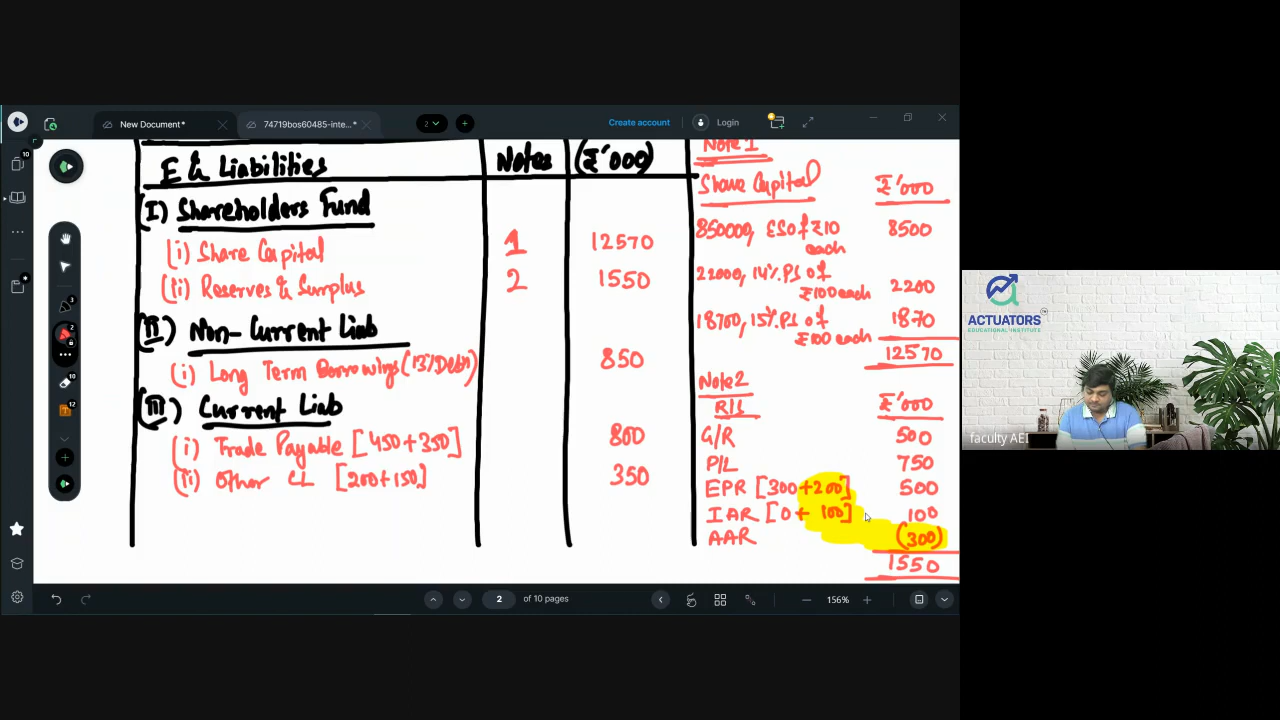 New Document*
74719bos60485-inte...*
2
Create account
Login
E & Liabilities
Notes
(₹'000)
(I) Shareholders Fund
(i) Share Capital
1
12570
(ii) Reserves & Surplus
2
1550
(II) Non-Current Liab
(i) Long Term Borrowings (13% Debn)
850
(III) Current Liab
(i) Trade Payable [450+350]
800
(ii) Other CL [200+150]
350
Note 1
Share Capital
₹'000
850000, ES of ₹10 each
8500
22000, 14% PS of ₹100 each
2200
18700, 15% PS of ₹100 each
1870
12570
Note 2
R/S
₹'000
G/R
500
P/L
750
EPR [300+200]
500
IAR [0+ 100]
100
AAR
(300)
1550
2
of 10 pages
156%
ACTUATORS
EDUCATIONAL INSTITUTE
faculty AEI